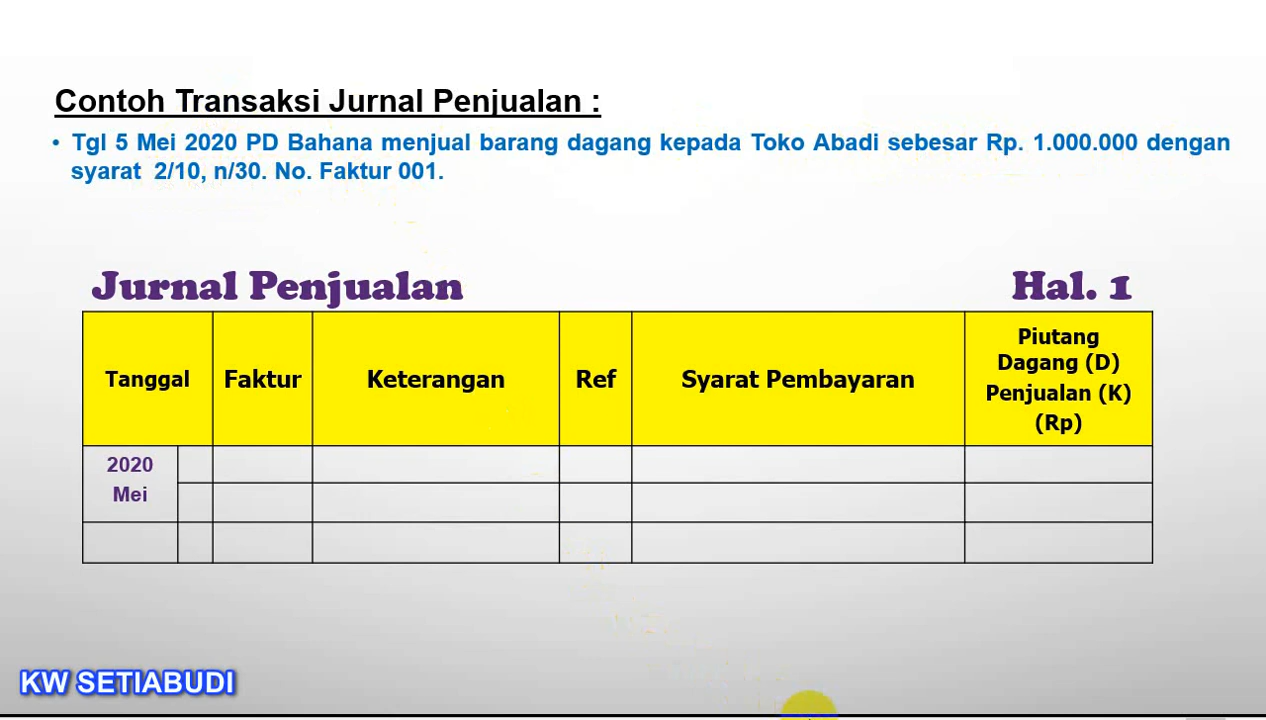 Contoh Transaksi Jurnal Penjualan :
• Tgl 5 Mei 2020 PD Bahana menjual barang dagang kepada Toko Abadi sebesar Rp. 1.000.000 dengan
syarat 2/10, n/30. No. Faktur 001.
Jurnal Penjualan Hal. 1
Tanggal Faktur Keterangan Ref Syarat Pembayaran Piutang
Dagang (D)
Penjualan (K)
(Rp)
2020
Mei
KW SETIABUDI